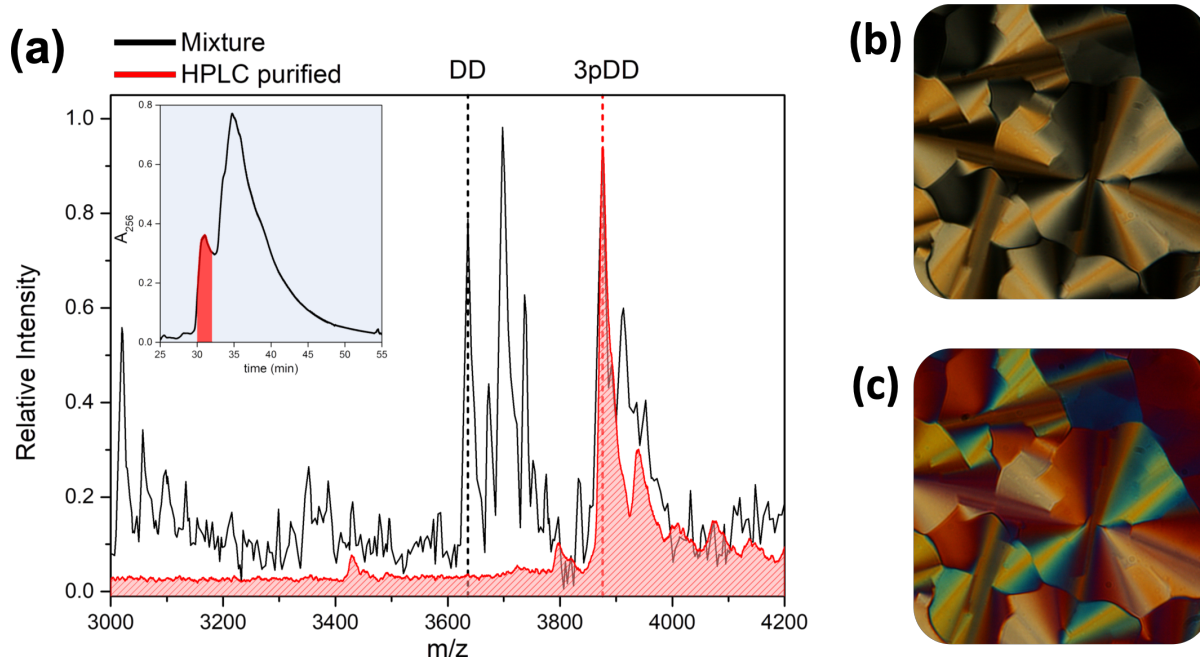 (a)
Mixture
HPLC purified
DD
3pDD
1.0
0.8
0.6
0.4
0.2
0.0
Relative Intensity
3000
3200
3400
3600
3800
4000
4200
m/z
0.8
0.6
0.4
0.2
0.0
A256
25
30
35
40
45
50
55
time (min)
(b)
(c)